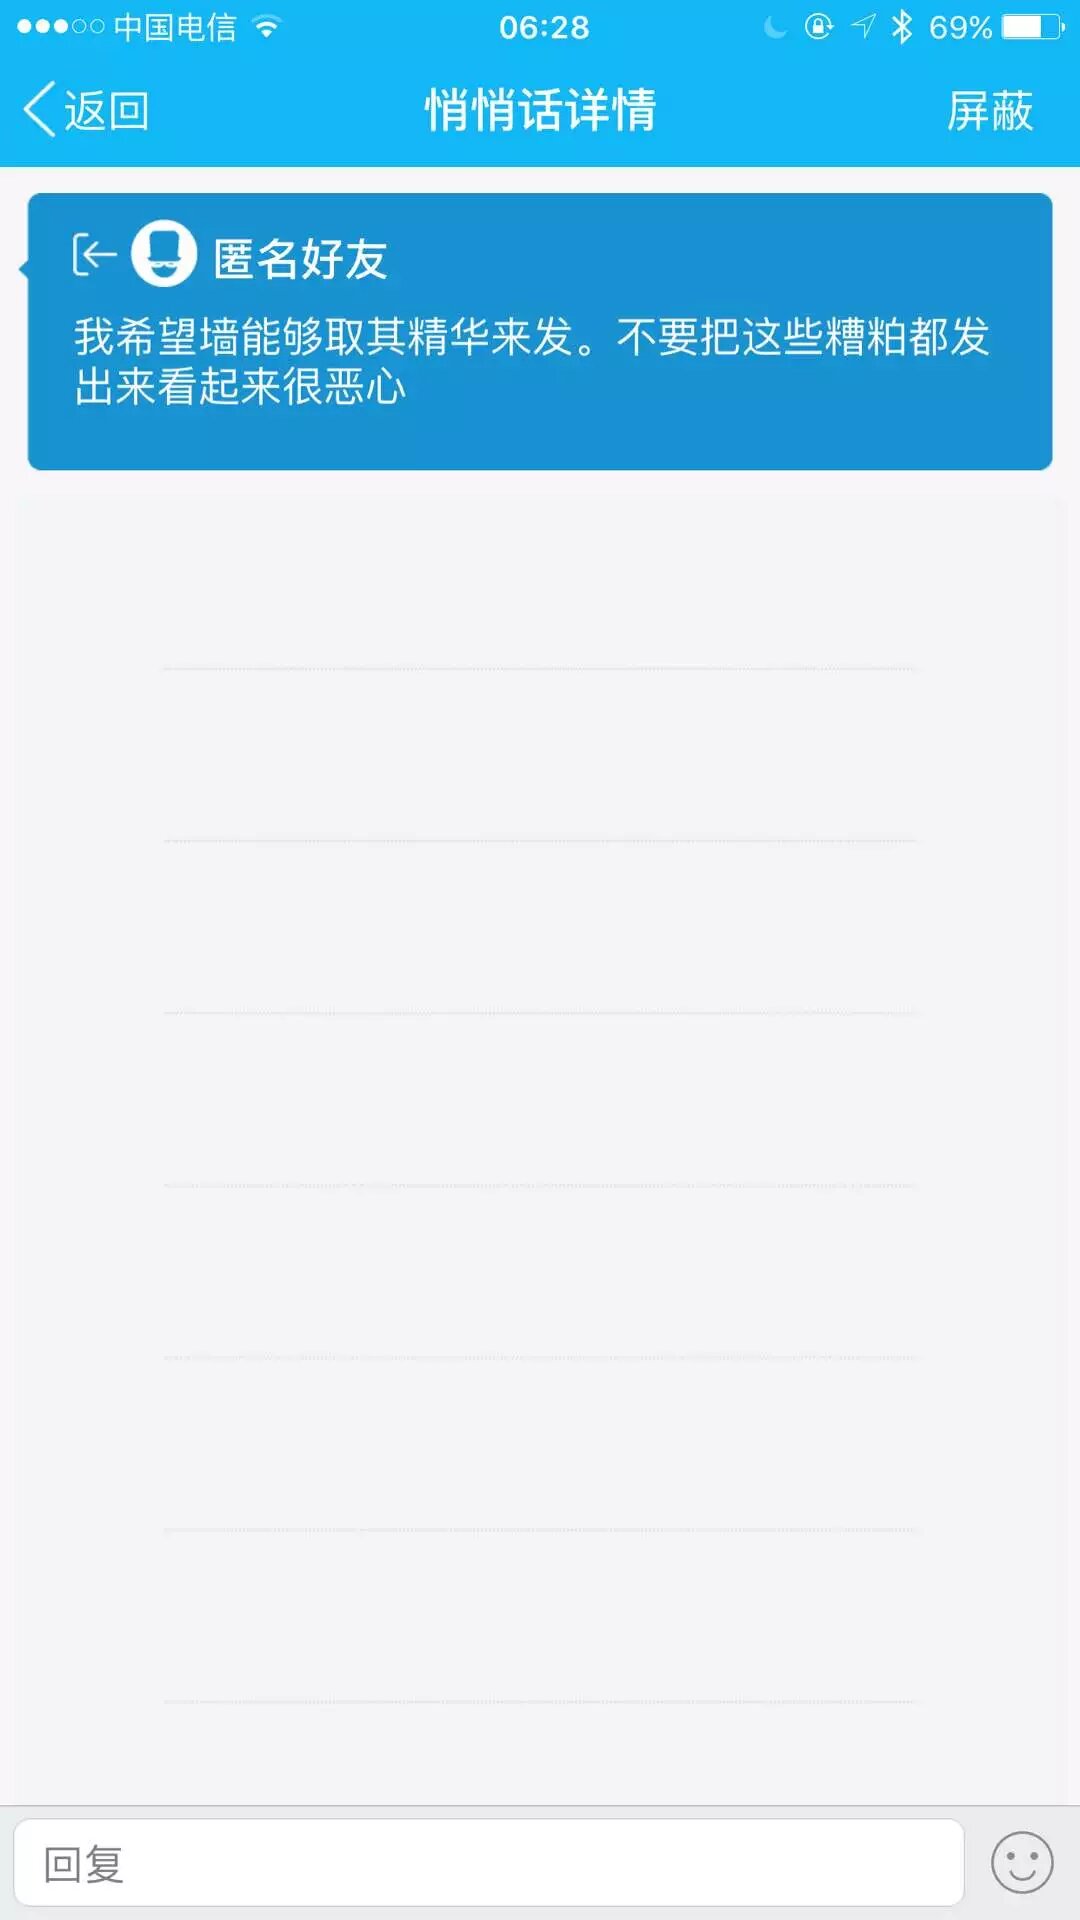 中国电信 06:28 69%
返回 悄悄话详情 屏蔽
匿名好友
我希望墙能够取其精华来发。不要把这些糟粕都发
出来看起来很恶心
回复